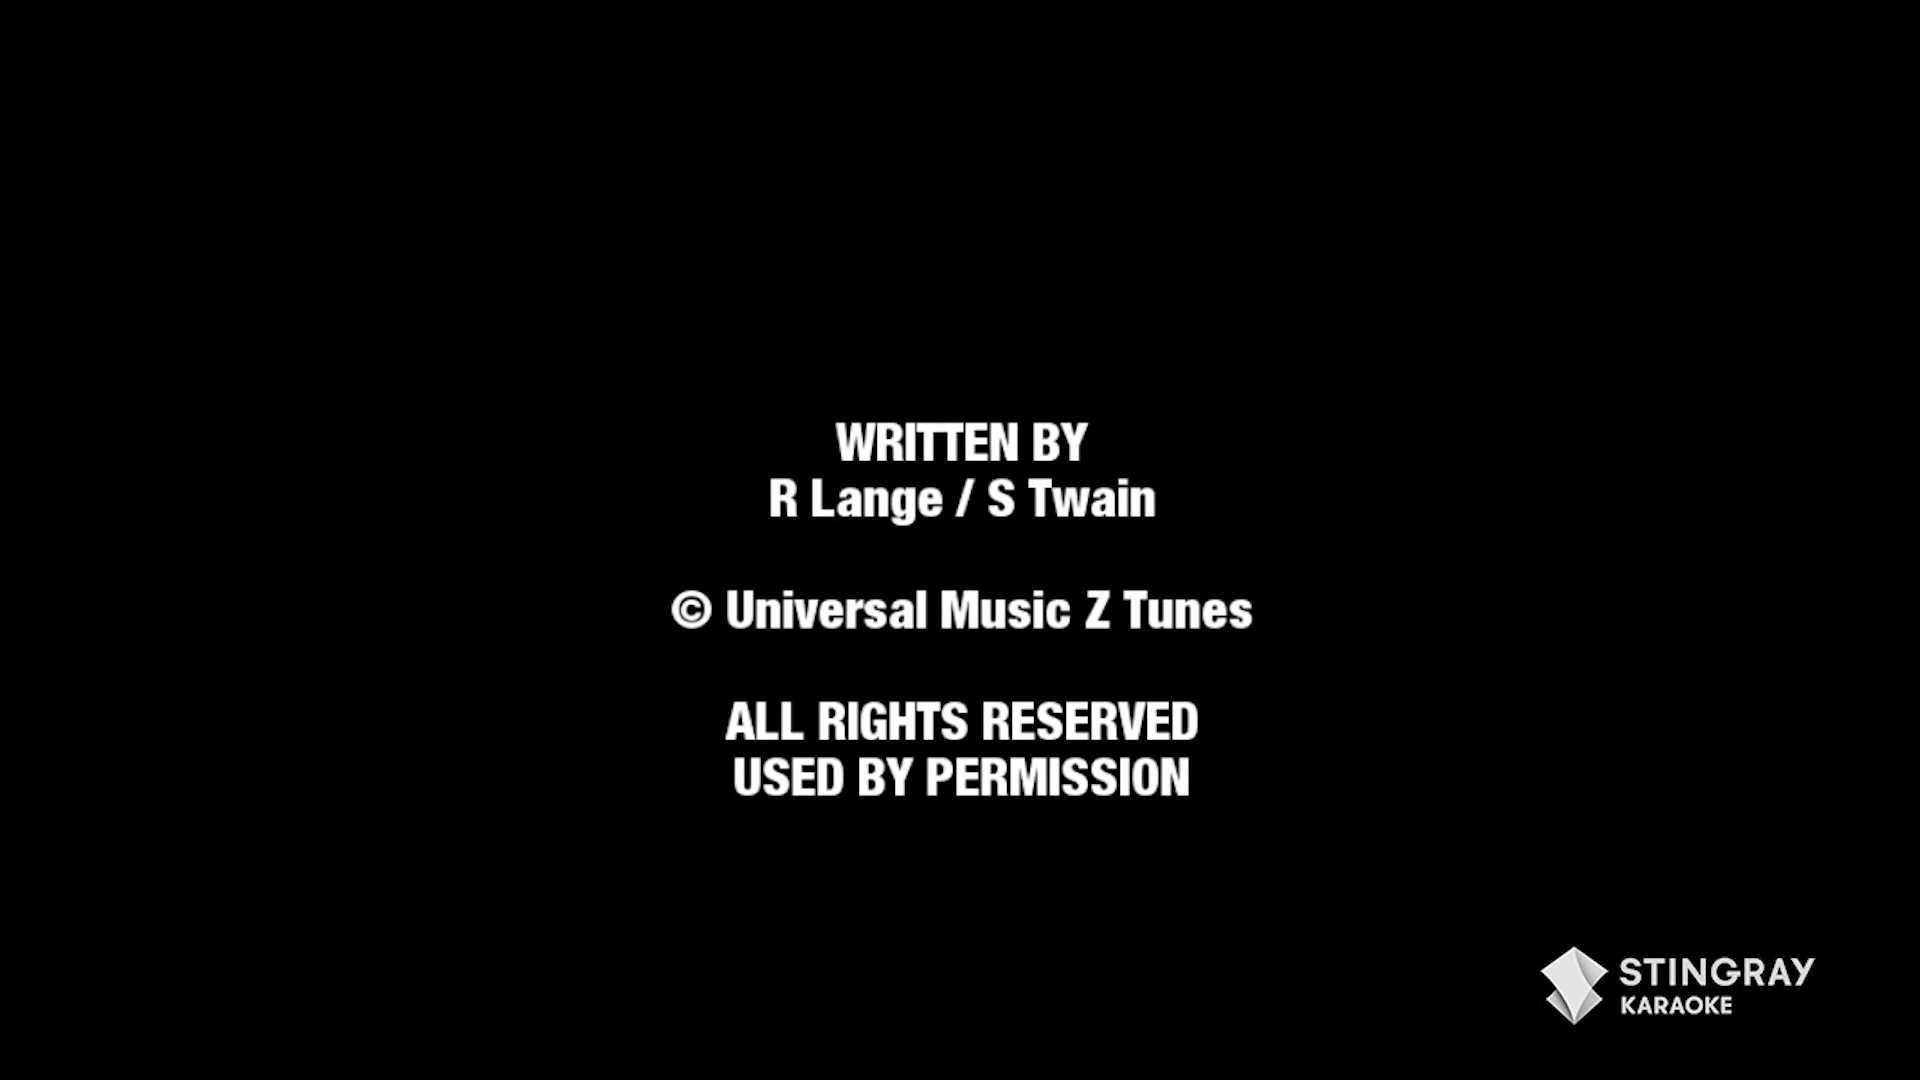 WRITTEN BY
R Lange / S Twain
© Universal Music Z Tunes
ALL RIGHTS RESERVED
USED BY PERMISSION
STINGRAY
KARAOKE